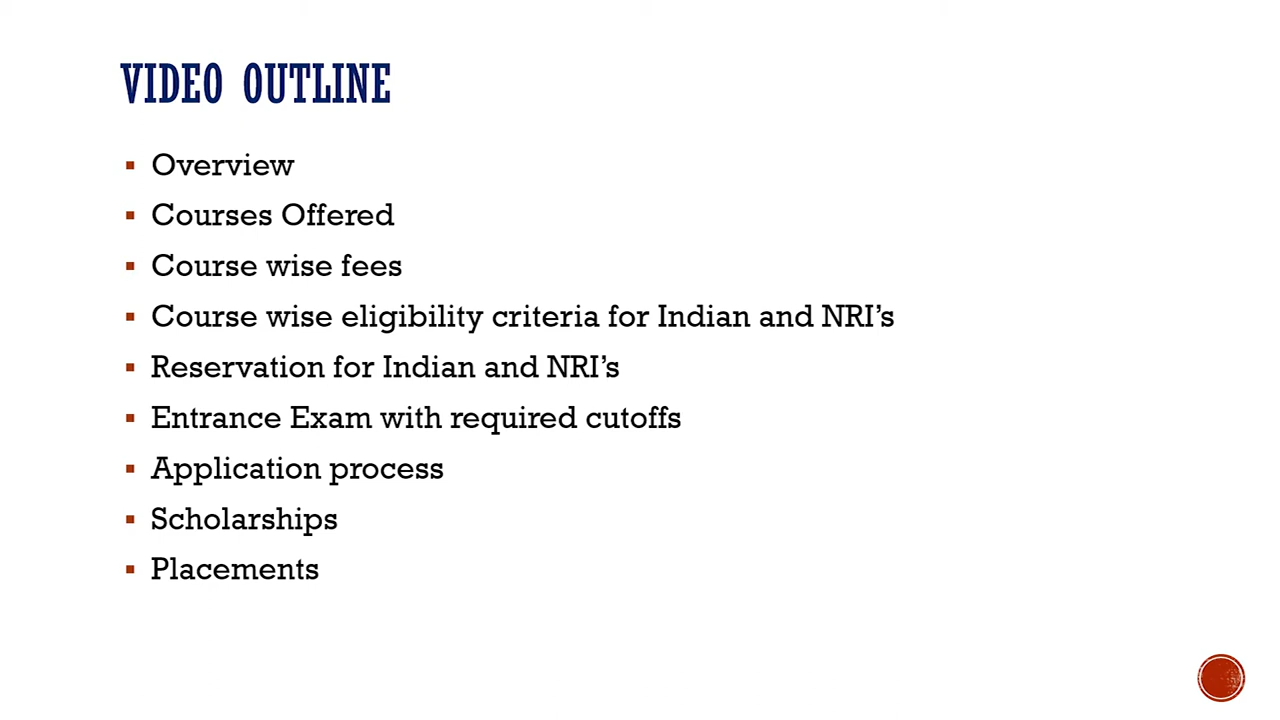 VIDEO OUTLINE
▪ Overview
▪ Courses Offered
▪ Course wise fees
▪ Course wise eligibility criteria for Indian and NRI’s
▪ Reservation for Indian and NRI’s
▪ Entrance Exam with required cutoffs
▪ Application process
▪ Scholarships
▪ Placements